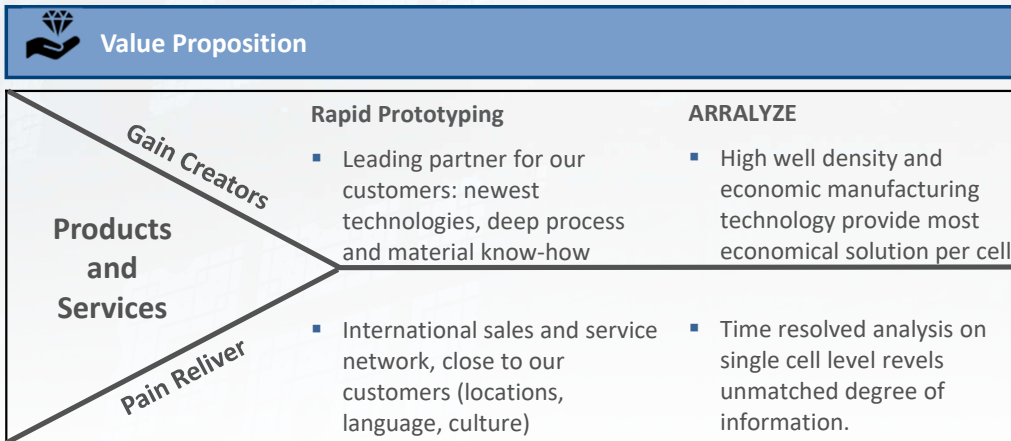 Value Proposition
Gain Creators
Products
and
Services
Pain Reliver
Rapid Prototyping
▪ Leading partner for our
customers: newest
technologies, deep process
and material know-how
▪ International sales and service
network, close to our
customers (locations,
language, culture)
ARRALYZE
▪ High well density and
economic manufacturing
technology provide most
economical solution per cell
▪ Time resolved analysis on
single cell level revels
unmatched degree of
information.